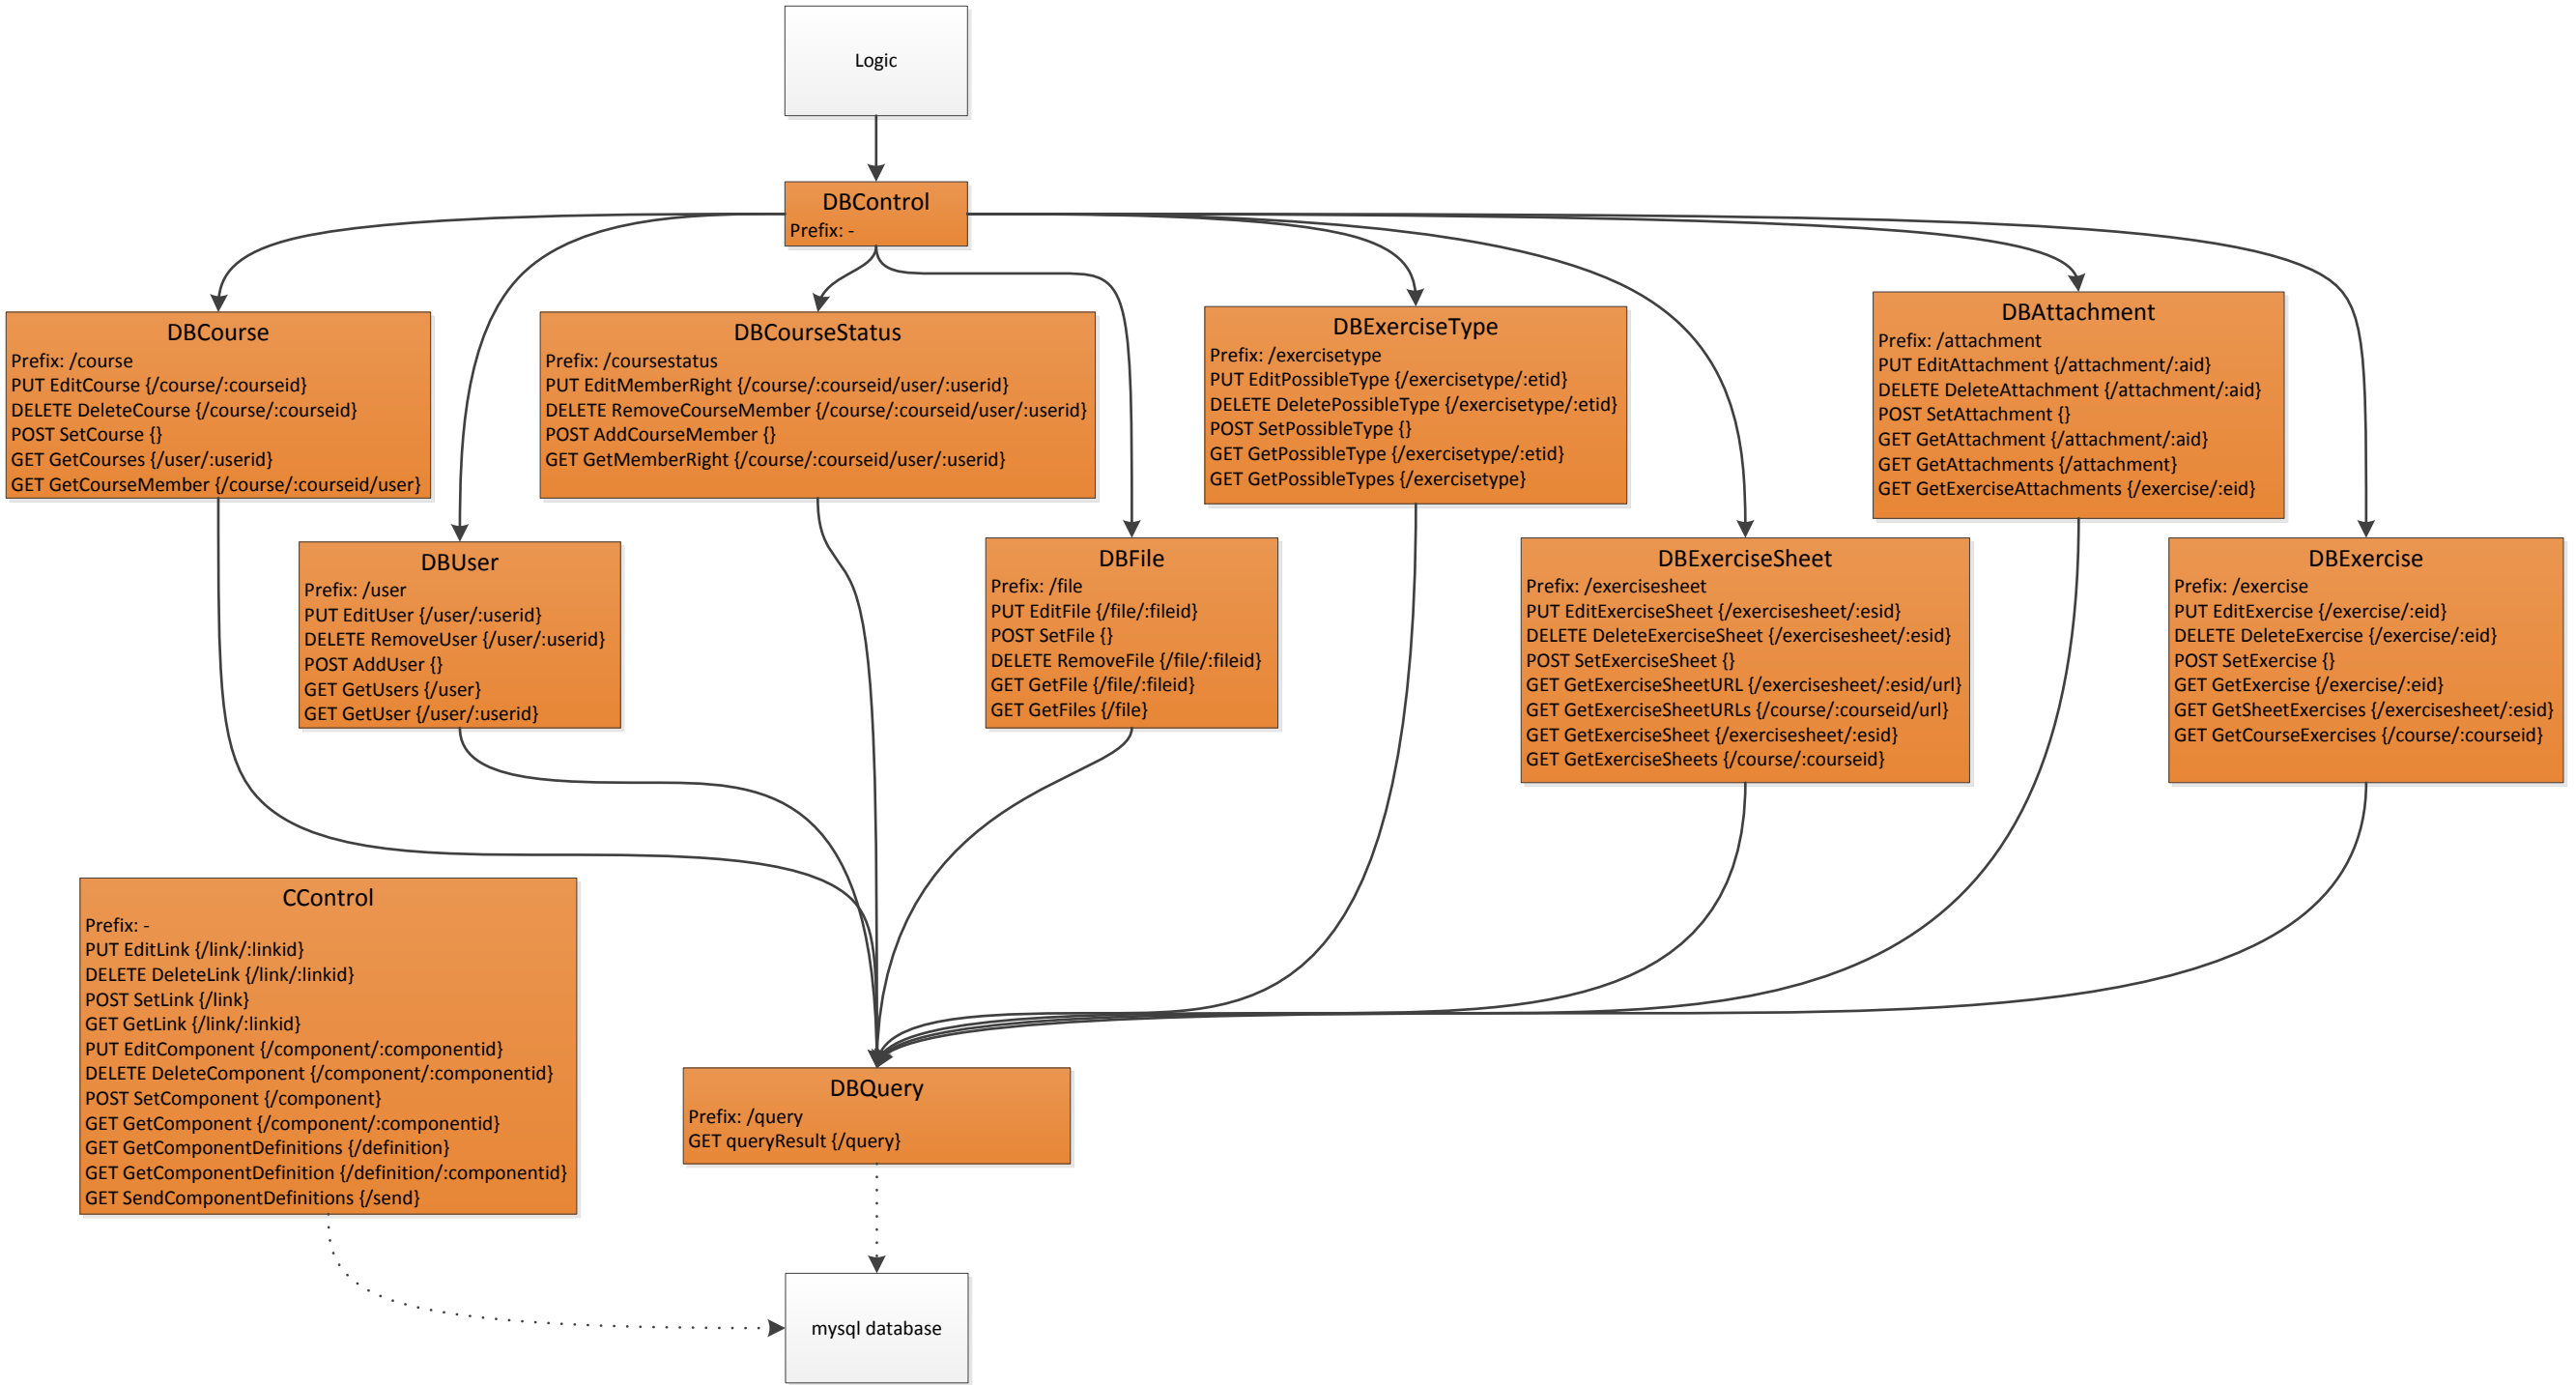 Logic
DBControl
Prefix: -
DBCourse
Prefix: /course
PUT EditCourse {/course/:courseid}
DELETE DeleteCourse {/course/:courseid}
POST SetCourse {}
GET GetCourses {/user/:userid}
GET GetCourseMember {/course/:courseid/user}
DBCourseStatus
Prefix: /coursestatus
PUT EditMemberRight {/course/:courseid/user/:userid}
DELETE RemoveCourseMember {/course/:courseid/user/:userid}
POST AddCourseMember {}
GET GetMemberRight {/course/:courseid/user/:userid}
DBExerciseType
Prefix: /exercisetype
PUT EditPossibleType {/exercisetype/:etid}
DELETE DeletePossibleType {/exercisetype/:etid}
POST SetPossibleType {}
GET GetPossibleType {/exercisetype/:etid}
GET GetPossibleTypes {/exercisetype}
DBAttachment
Prefix: /attachment
PUT EditAttachment {/attachment/:aid}
DELETE DeleteAttachment {/attachment/:aid}
POST SetAttachment {}
GET GetAttachment {/attachment/:aid}
GET GetAttachments {/attachment}
GET GetExerciseAttachments {/exercise/:eid}
DBUser
Prefix: /user
PUT EditUser {/user/:userid}
DELETE RemoveUser {/user/:userid}
POST AddUser {}
GET GetUsers {/user}
GET GetUser {/user/:userid}
DBFile
Prefix: /file
PUT EditFile {/file/:fileid}
POST SetFile {}
DELETE RemoveFile {/file/:fileid}
GET GetFile {/file/:fileid}
GET GetFiles {/file}
DBExerciseSheet
Prefix: /exercisesheet
PUT EditExerciseSheet {/exercisesheet/:esid}
DELETE DeleteExerciseSheet {/exercisesheet/:esid}
POST SetExerciseSheet {}
GET GetExerciseSheetURL {/exercisesheet/:esid/url}
GET GetExerciseSheetURLs {/course/:courseid/url}
GET GetExerciseSheet {/exercisesheet/:esid}
GET GetExerciseSheets {/course/:courseid}
DBExercise
Prefix: /exercise
PUT EditExercise {/exercise/:eid}
DELETE DeleteExercise {/exercise/:eid}
POST SetExercise {}
GET GetExercise {/exercise/:eid}
GET GetSheetExercises {/exercisesheet/:esid}
GET GetCourseExercises {/course/:courseid}
CControl
Prefix: -
PUT EditLink {/link/:linkid}
DELETE DeleteLink {/link/:linkid}
POST SetLink {/link}
GET GetLink {/link/:linkid}
PUT EditComponent {/component/:componentid}
DELETE DeleteComponent {/component/:componentid}
POST SetComponent {/component}
GET GetComponent {/component/:componentid}
GET GetComponentDefinitions {/definition}
GET GetComponentDefinition {/definition/:componentid}
GET SendComponentDefinitions {/send}
DBQuery
Prefix: /query
GET queryResult {/query}
mysql database